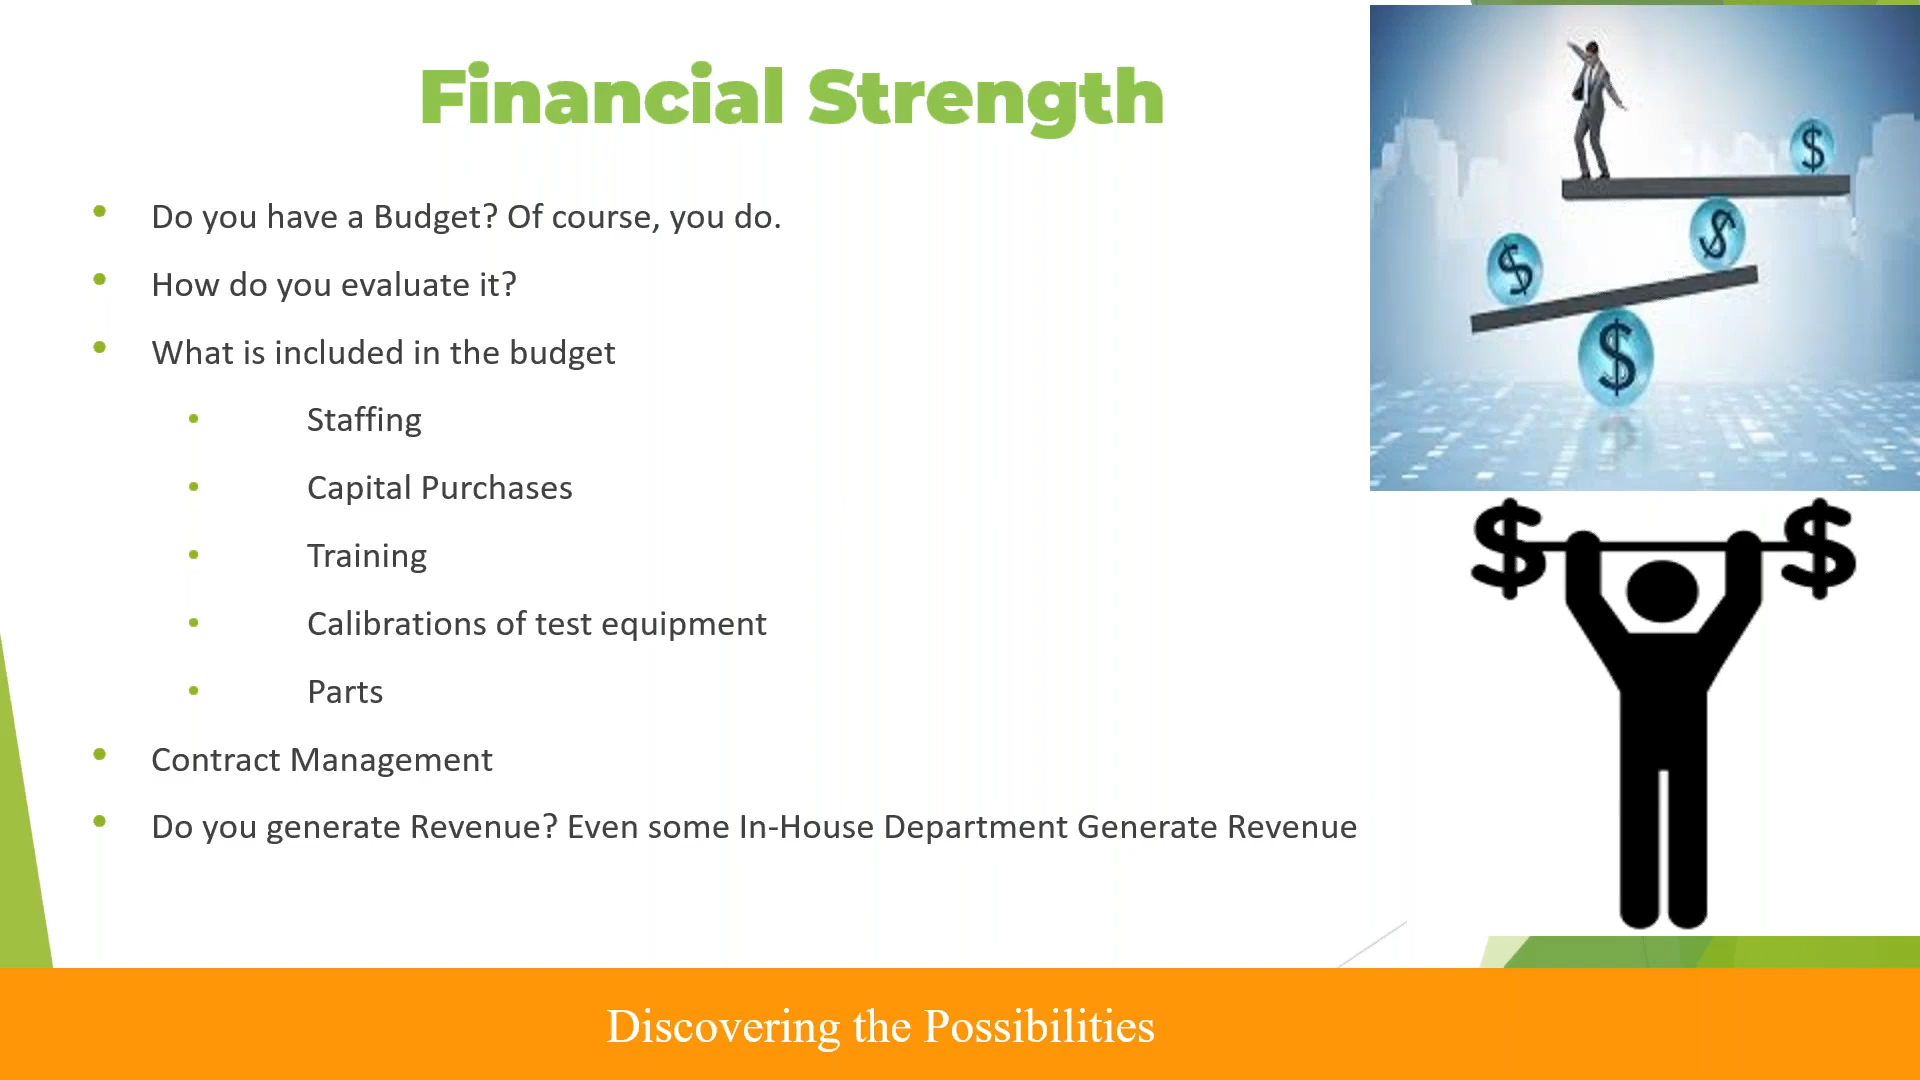 Financial Strength
• Do you have a Budget? Of course, you do.
• How do you evaluate it?
• What is included in the budget
• Staffing
• Capital Purchases
• Training
• Calibrations of test equipment
• Parts
• Contract Management
• Do you generate Revenue? Even some In-House Department Generate Revenue
$
$
$
$
$ $
Discovering the Possibilities